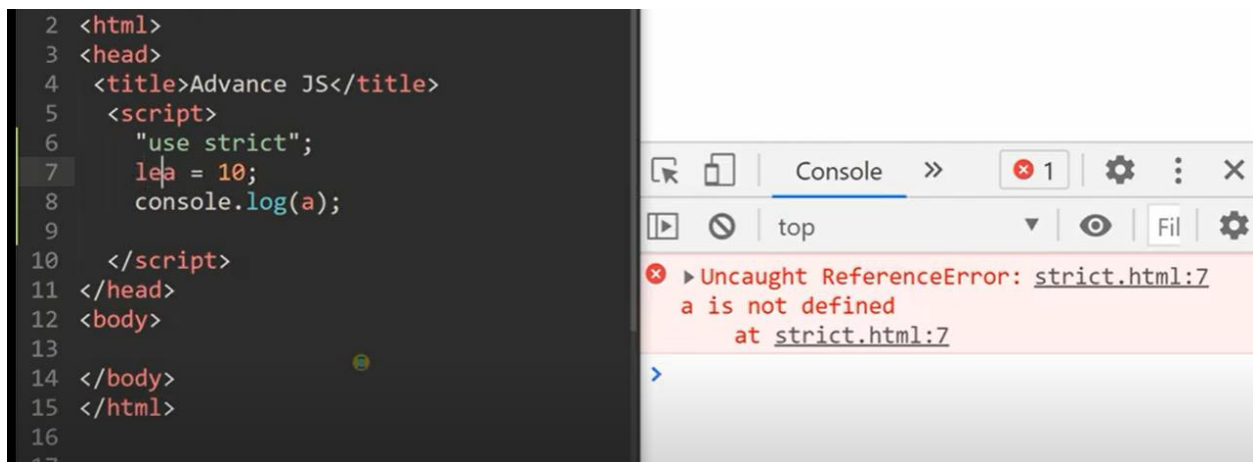 2 <html>
3 <head>
4 <title>Advance JS</title>
5 <script>
6 "use strict";
7 lea = 10;
8 console.log(a);
9
10 </script>
11 </head>
12 <body>
13
14 </body>
15 </html>
16
17
Console » 1
top Fil
Uncaught ReferenceError: strict.html:7
a is not defined
at strict.html:7
>